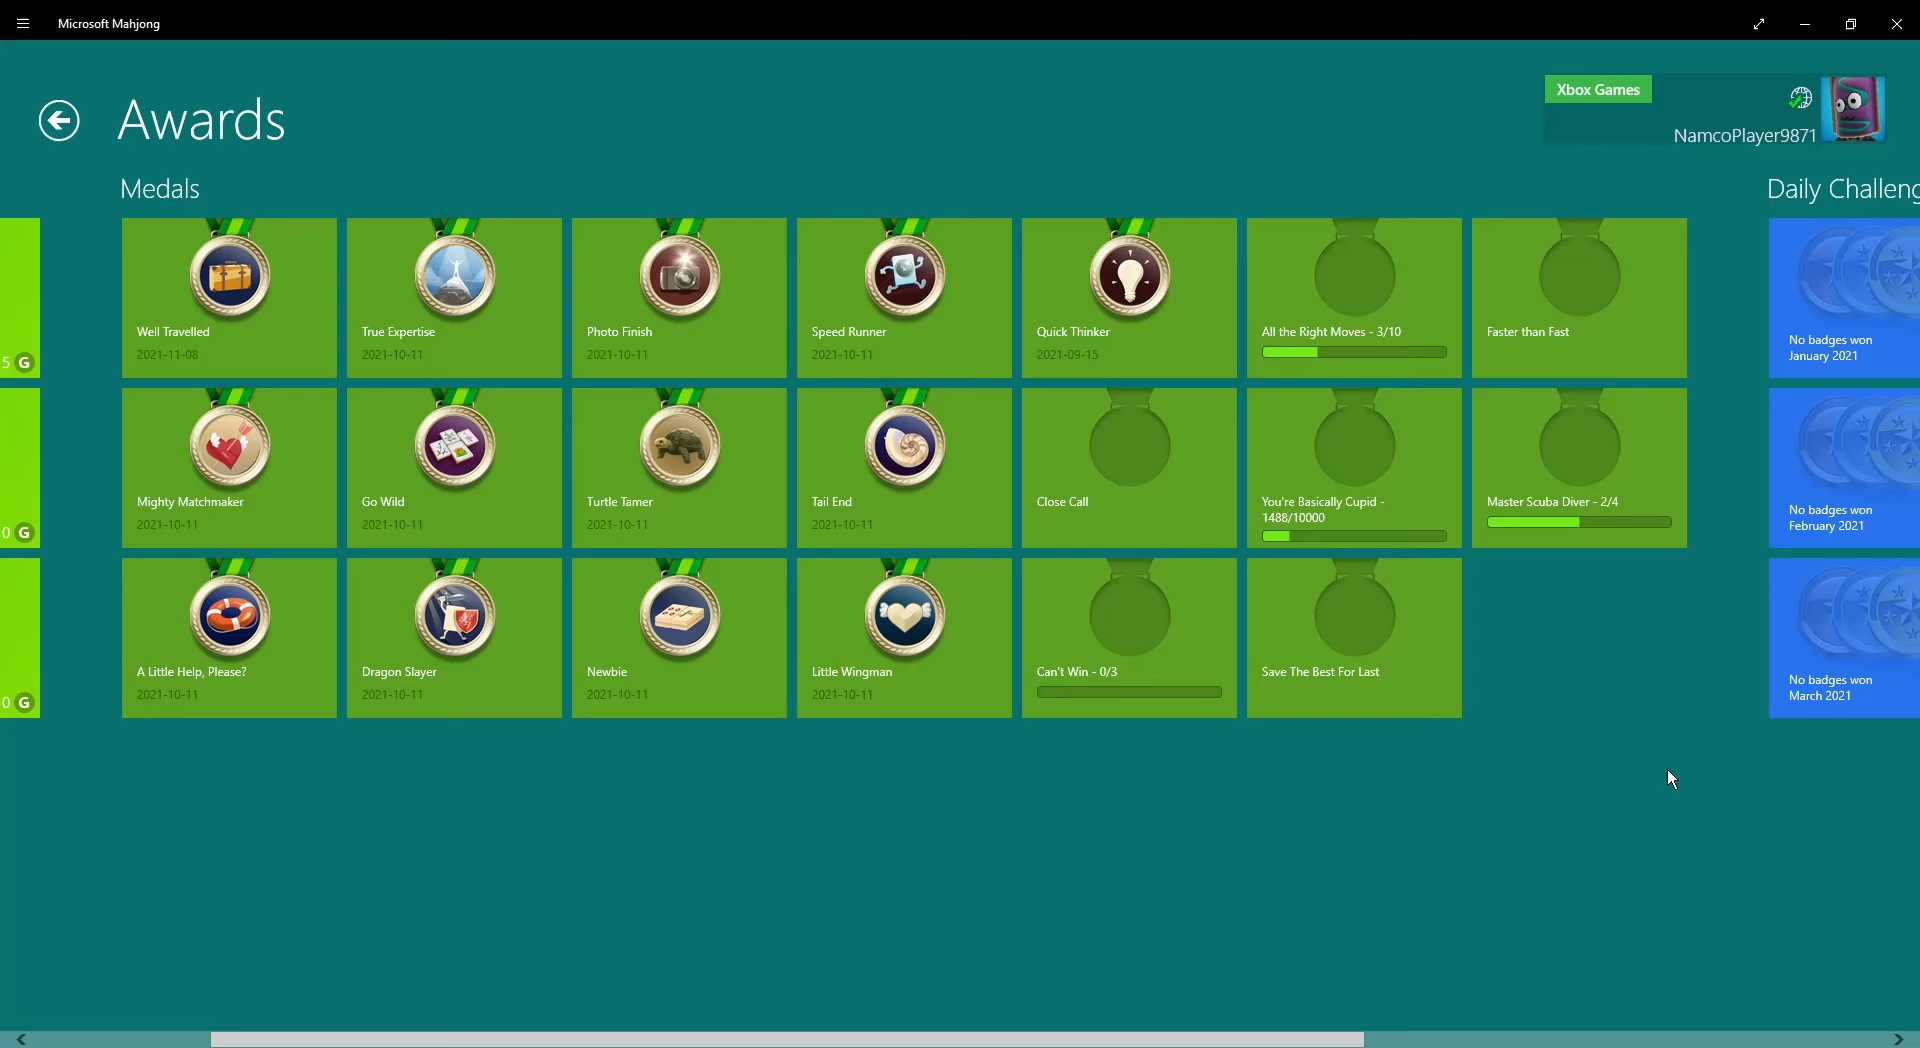 Microsoft Mahjong
Awards
Xbox Games
NamcoPlayer9871
Medals
Daily Challeng
5 G
Well Travelled
2021-11-08
True Expertise
2021-10-11
Photo Finish
2021-10-11
Speed Runner
2021-10-11
Quick Thinker
2021-09-15
All the Right Moves - 3/10
Faster than Fast
No badges won
January 2021
0 G
Mighty Matchmaker
2021-10-11
Go Wild
2021-10-11
Turtle Tamer
2021-10-11
Tail End
2021-10-11
Close Call
You're Basically Cupid -
1488/10000
Master Scuba Diver - 2/4
No badges won
February 2021
0 G
A Little Help, Please?
2021-10-11
Dragon Slayer
2021-10-11
Newbie
2021-10-11
Little Wingman
2021-10-11
Can't Win - 0/3
Save The Best For Last
No badges won
March 2021